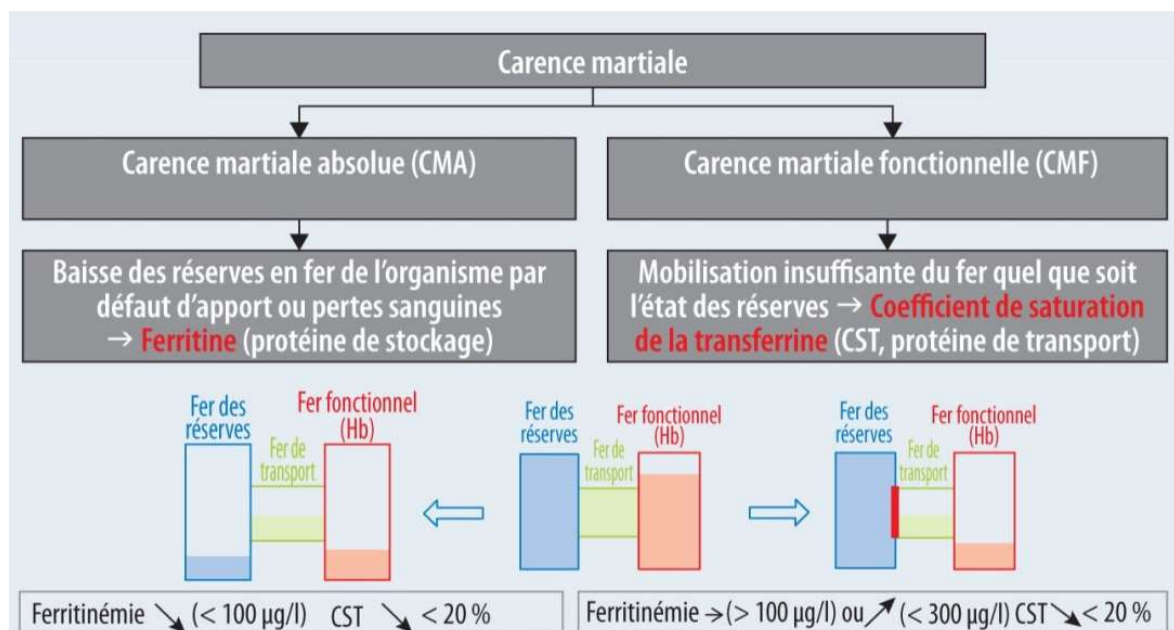 Carence martiale
Carence martiale absolue (CMA)
Carence martiale fonctionnelle (CMF)
Baisse des réserves en fer de l'organisme par
défaut d'apport ou pertes sanguines
→ Ferritine (protéine de stockage)
Mobilisation insuffisante du fer quel que soit
l'état des réserves → Coefficient de saturation
de la transferrine (CST, protéine de transport)
Fer des
réserves
Fer de
transport
Fer fonctionnel
(Hb)
Fer des
réserves
Fer de
transport
Fer fonctionnel
(Hb)
Fer des
réserves
Fer de
transport
Fer fonctionnel
(Hb)
Ferritinémie ↘ (< 100 µg/l) CST ↘ < 20 %
Ferritinémie → (> 100 µg/l) ou ↗ (< 300 µg/l) CST ↘ < 20 %